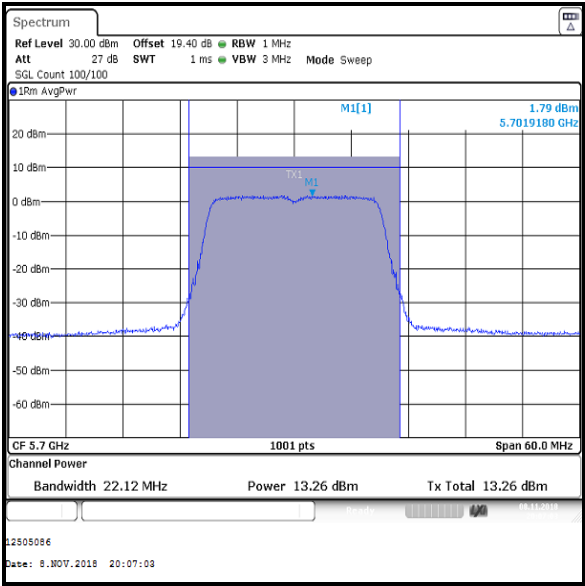 Spectrum
Ref Level 30.00 dBm Offset 19.40 dB RBW 1 MHz
Att 27 dB SWT 1 ms VBW 3 MHz Mode Sweep
SGL Count 100/100
1Rm AvgPwr
M1[1] 1.79 dBm
5.7019180 GHz
20 dBm
10 dBm
Tx1
M1
0 dBm
-10 dBm
-20 dBm
-30 dBm
-40 dBm
-50 dBm
-60 dBm
CF 5.7 GHz 1001 pts Span 60.0 MHz
Channel Power
Bandwidth 22.12 MHz Power 13.26 dBm Tx Total 13.26 dBm
Ready 08.11.2018
12505086
Date: 8.NOV.2018 20:07:03